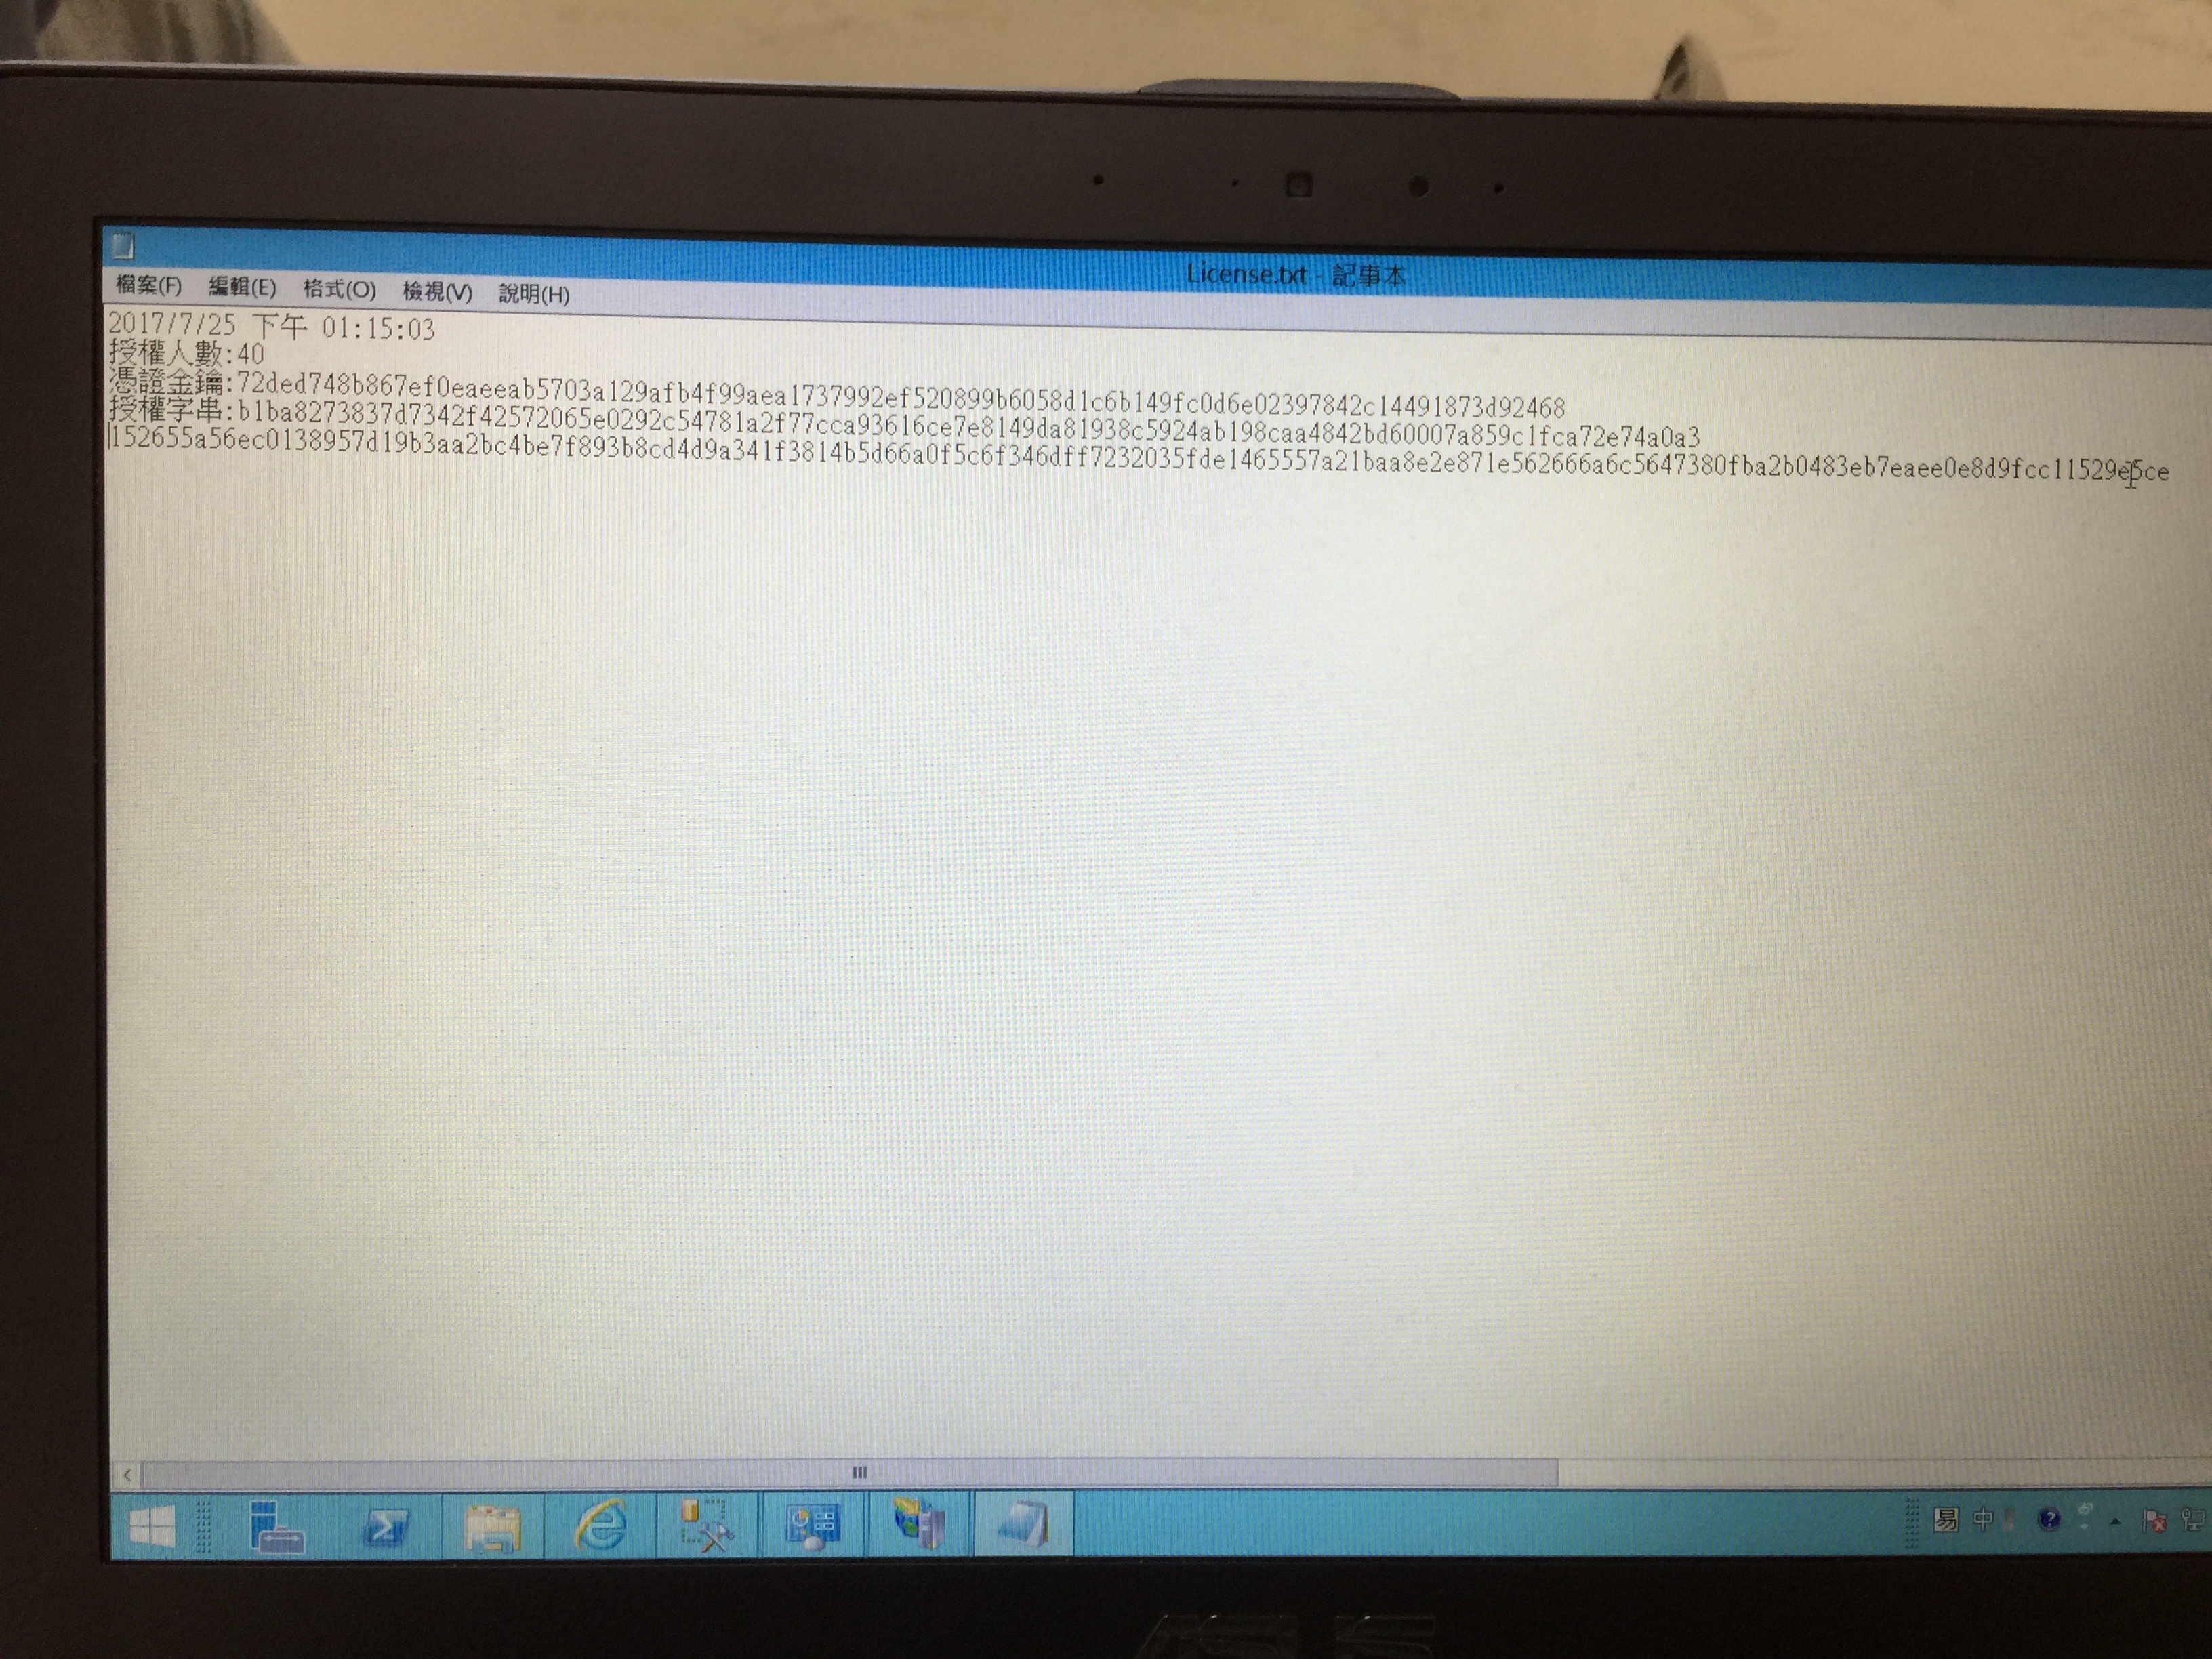 License.txt - 記事本
檔案(F) 編輯(E) 格式(O) 檢視(V) 說明(H)
2017/7/25 下午 01:15:03
授權人數:40
憑證金鑰:72ded748b867ef0eaeeab5703a129afb4f99aea1737992ef520899b6058d1c6b149fc0d6e02397842c14491873d92468
授權字串:b1ba8273837d7342f42572065e0292c54781a2f77cca93616ce7e8149da81938c5924ab198caa4842bd60007a859c1fca72e74a0a3
152655a56ec0138957d19b3aa2bc4be7f893b8cd4d9a341f3814b5d66a0f5c6f346dff7232035fde1465557a21baa8e2e871e562666a6c5647380fba2b0483eb7eaee0e8d9fcc11529e5ce
易 中